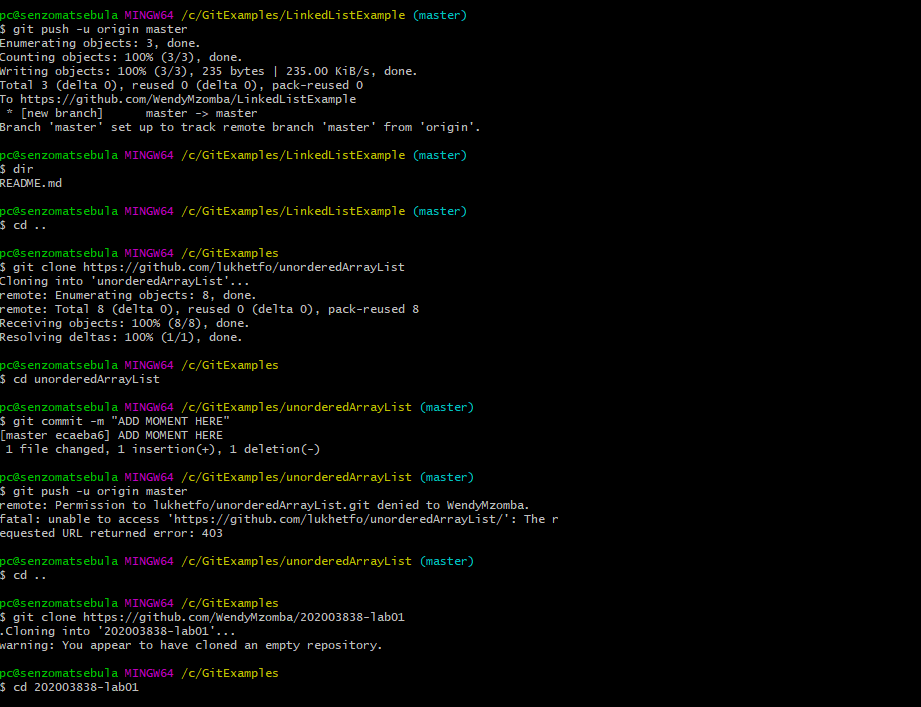 pc@senzomatsebula MINGW64 /c/GitExamples/LinkedListExample (master)
$ git push -u origin master
Enumerating objects: 3, done.
Counting objects: 100% (3/3), done.
Writing objects: 100% (3/3), 235 bytes | 235.00 KiB/s, done.
Total 3 (delta 0), reused 0 (delta 0), pack-reused 0
To https://github.com/WendyMzomba/LinkedListExample
 * [new branch]      master -> master
Branch 'master' set up to track remote branch 'master' from 'origin'.
pc@senzomatsebula MINGW64 /c/GitExamples/LinkedListExample (master)
$ dir
README.md
pc@senzomatsebula MINGW64 /c/GitExamples/LinkedListExample (master)
$ cd ..
pc@senzomatsebula MINGW64 /c/GitExamples
$ git clone https://github.com/lukhetfo/unorderedArrayList
Cloning into 'unorderedArrayList'...
remote: Enumerating objects: 8, done.
remote: Total 8 (delta 0), reused 0 (delta 0), pack-reused 8
Receiving objects: 100% (8/8), done.
Resolving deltas: 100% (1/1), done.
pc@senzomatsebula MINGW64 /c/GitExamples
$ cd unorderedArrayList
pc@senzomatsebula MINGW64 /c/GitExamples/unorderedArrayList (master)
$ git commit -m "ADD MOMENT HERE"
[master ecaeba6] ADD MOMENT HERE
 1 file changed, 1 insertion(+), 1 deletion(-)
pc@senzomatsebula MINGW64 /c/GitExamples/unorderedArrayList (master)
$ git push -u origin master
remote: Permission to lukhetfo/unorderedArrayList.git denied to WendyMzomba.
fatal: unable to access 'https://github.com/lukhetfo/unorderedArrayList/': The r
equested URL returned error: 403
pc@senzomatsebula MINGW64 /c/GitExamples/unorderedArrayList (master)
$ cd ..
pc@senzomatsebula MINGW64 /c/GitExamples
$ git clone https://github.com/WendyMzomba/202003838-lab01
.Cloning into '202003838-lab01'...
warning: You appear to have cloned an empty repository.
pc@senzomatsebula MINGW64 /c/GitExamples
$ cd 202003838-lab01